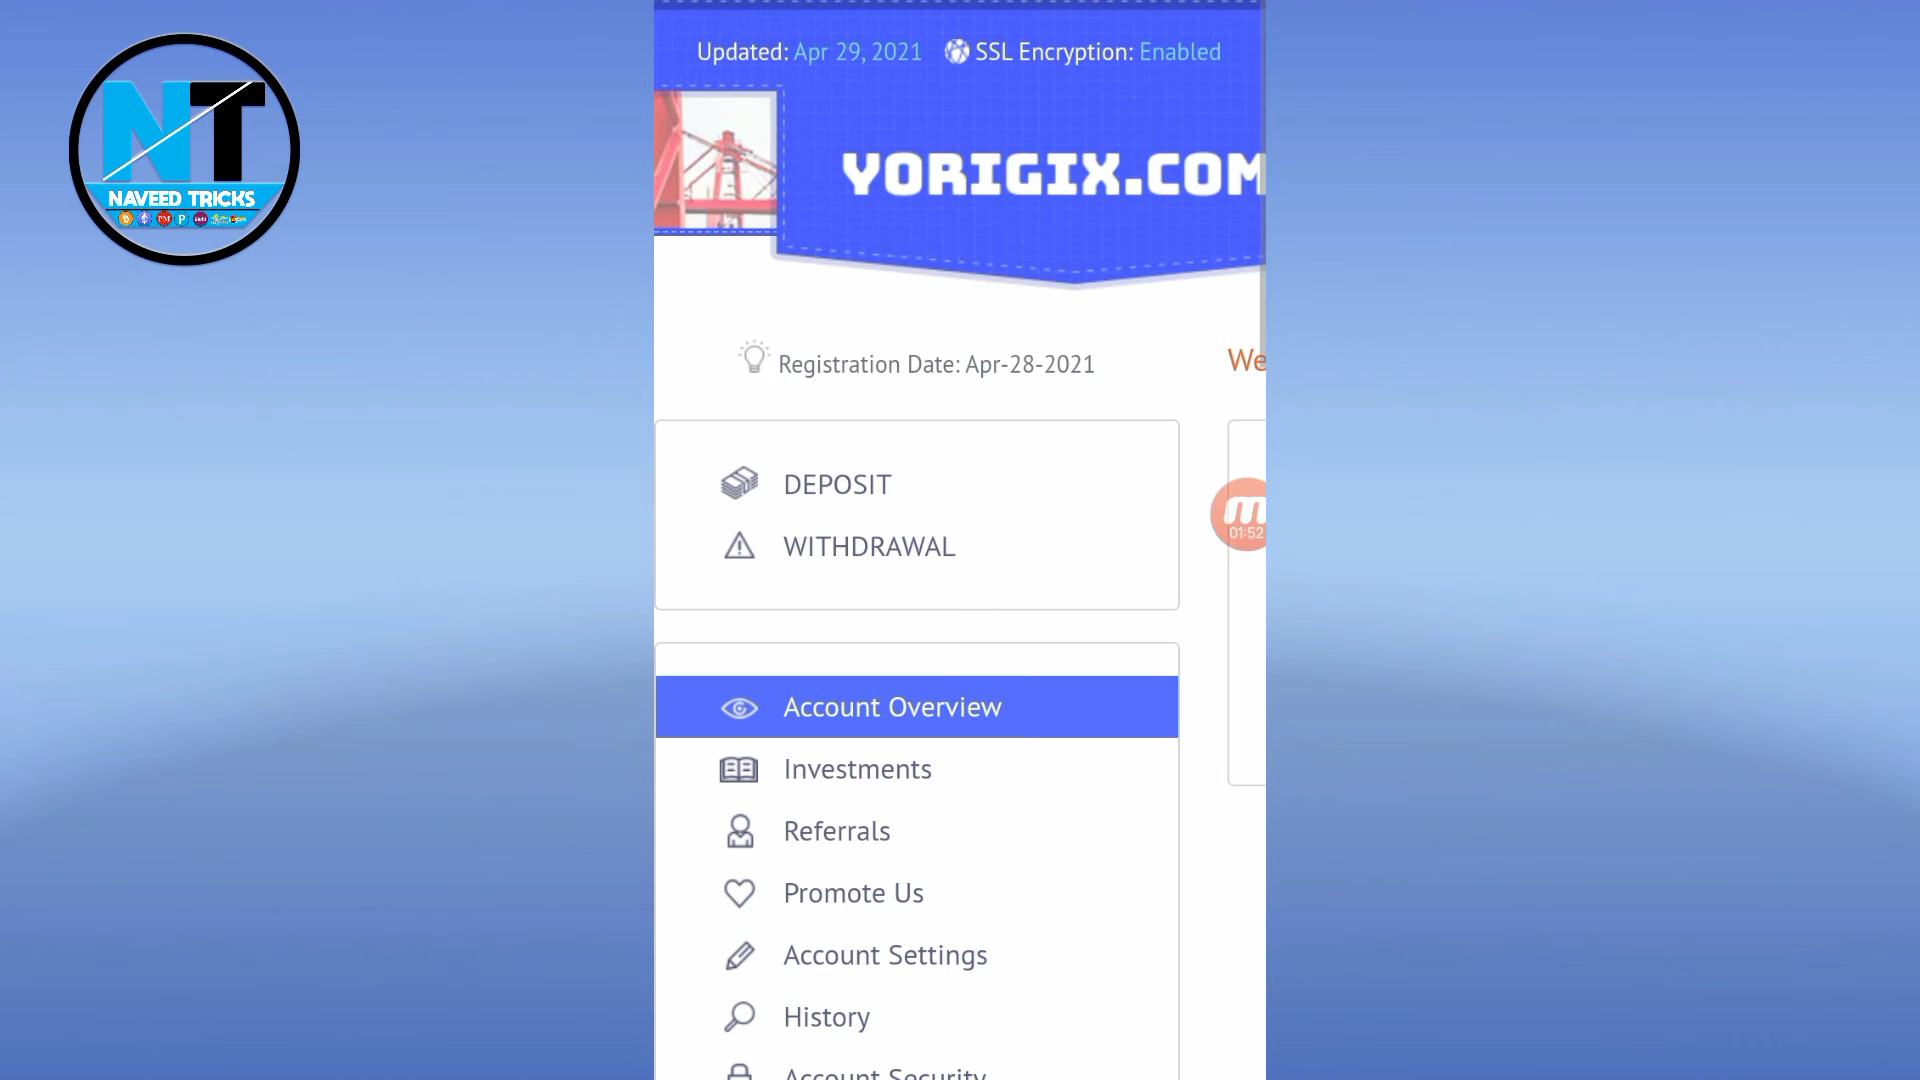 NT
NAVEED TRICKS
Updated: Apr 29, 2021 SSL Encryption: Enabled
YORIGIX.COM
Registration Date: Apr-28-2021
We
DEPOSIT
WITHDRAWAL
01:52
Account Overview
Investments
Referrals
Promote Us
Account Settings
History
Account Security